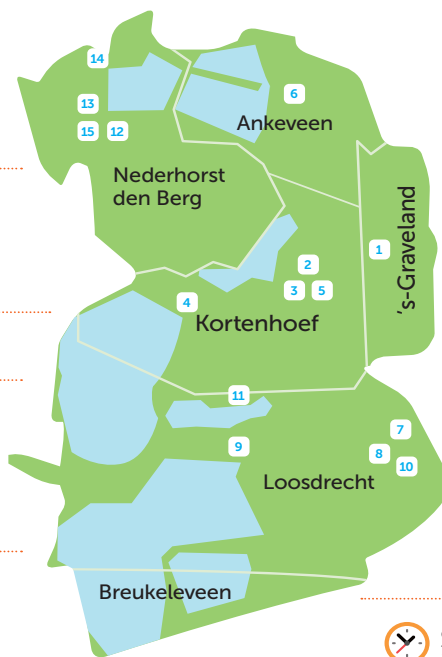 14
6
13
15 12
Ankeveen
Nederhorst
den Berg
's-Graveland
1
2
3 5
4
Kortenhoef
11
7
9
8
10
Loosdrecht
Breukeleveen